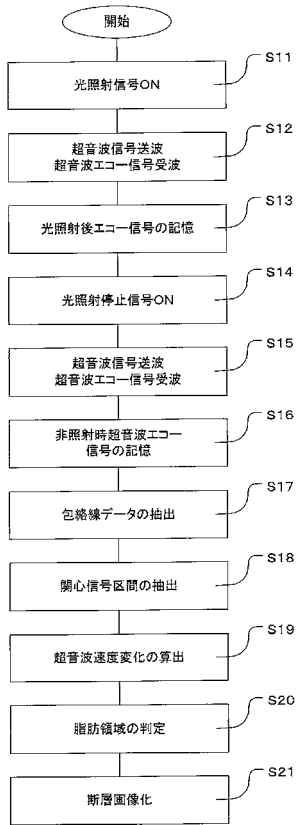 開始
S11
光照射信号ON
S12
超音波信号送波
超音波エコー信号受波
S13
光照射後エコー信号の記憶
S14
光照射停止信号ON
S15
超音波信号送波
超音波エコー信号受波
S16
非照射時超音波エコー
信号の記憶
S17
包絡線データの抽出
S18
関心信号区間の抽出
S19
超音波速度変化の算出
S20
脂肪領域の判定
S21
断層画像化